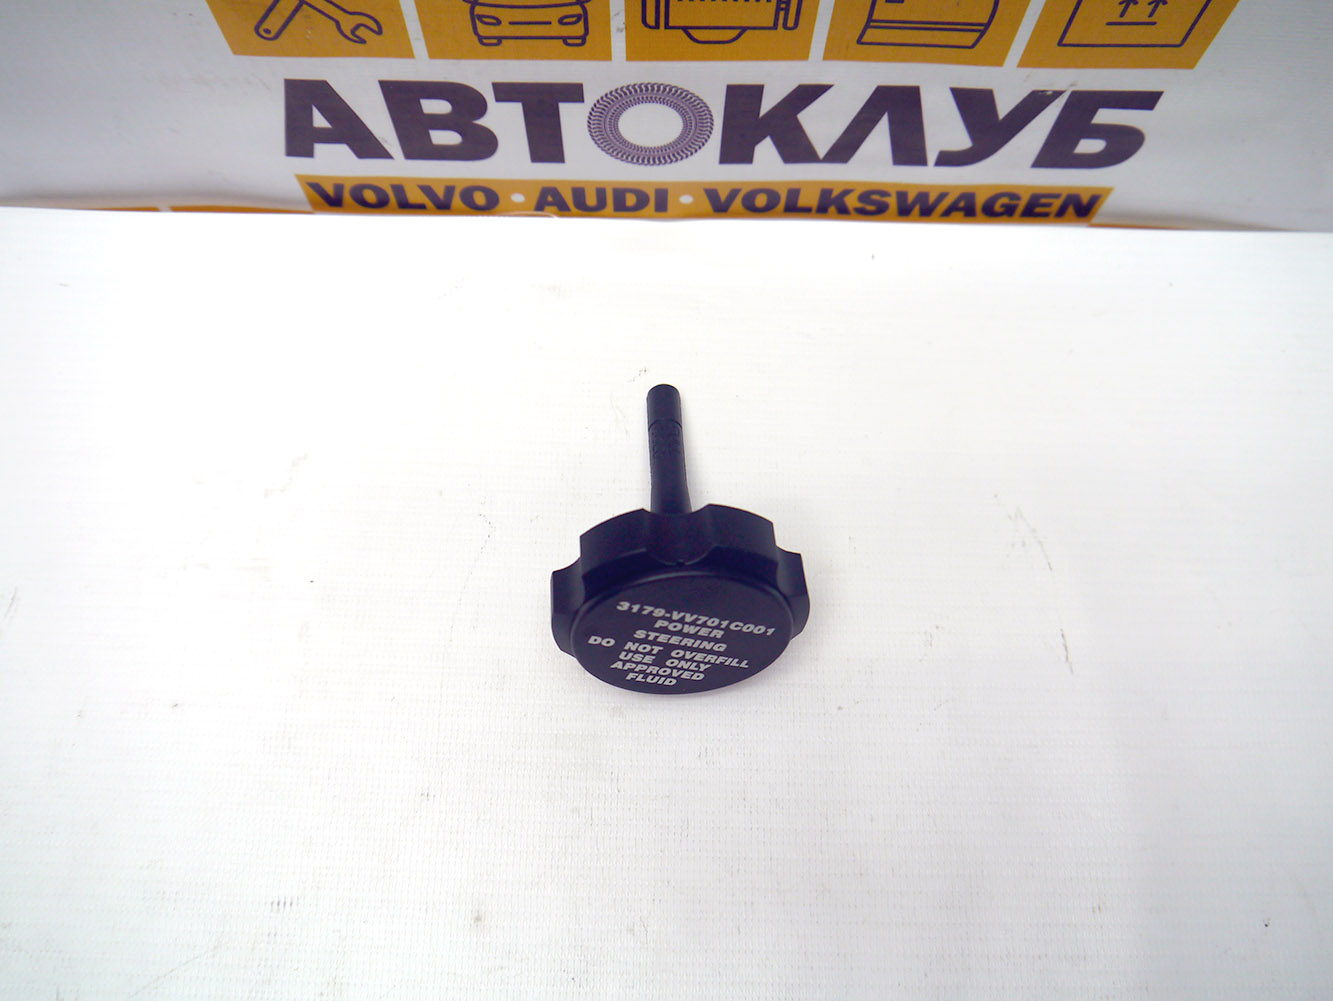 АВТОКЛУБ
VOLVO · AUDI · VOLKSWAGEN
3179-VV701C001
POWER
STEERING
DO NOT OVERFILL
USE ONLY
APPROVED
FLUID